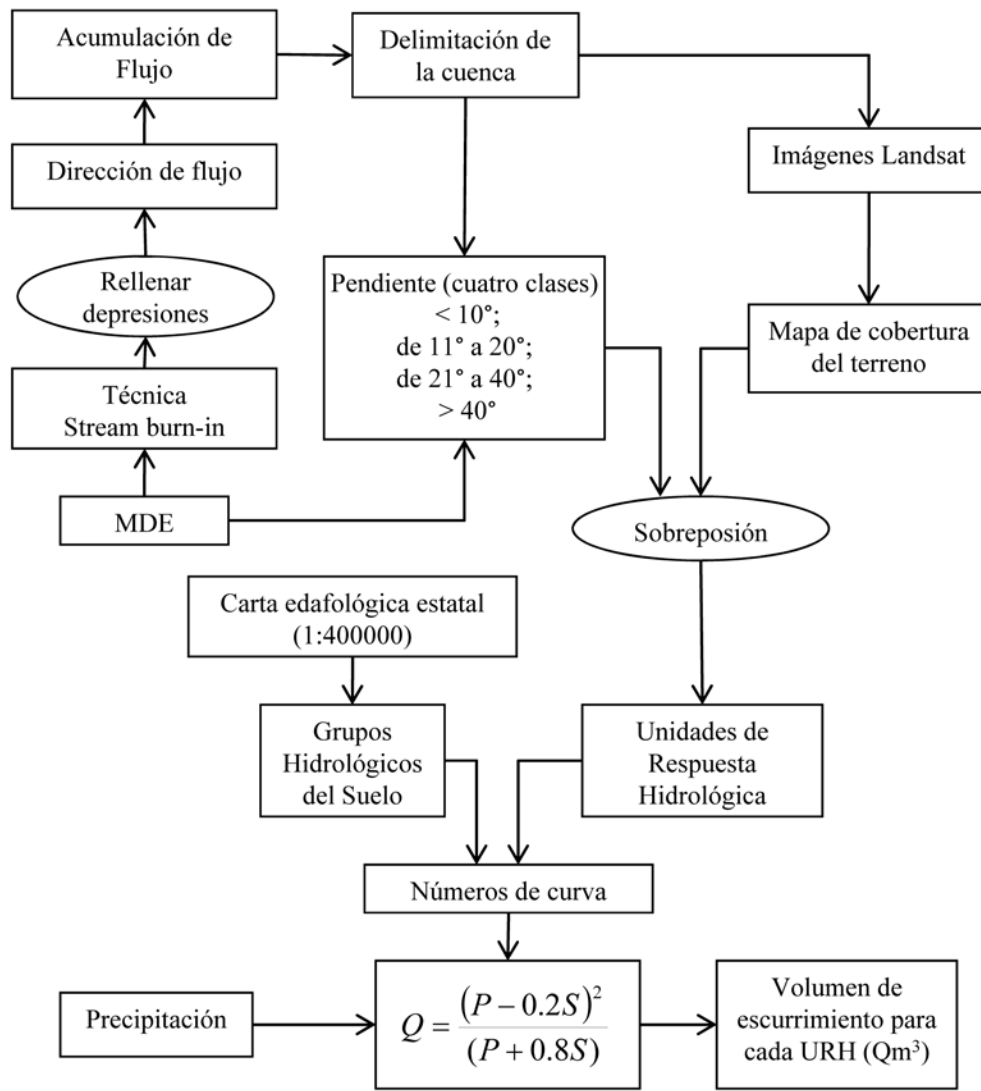 Acumulación de
Flujo
Delimitación de
la cuenca
Dirección de flujo
Imágenes Landsat
Rellenar
depresiones
Pendiente (cuatro clases)
< 10°;
de 11° a 20°;
de 21° a 40°;
> 40°
Mapa de cobertura
del terreno
Técnica
Stream burn-in
MDE
Sobreposión
Carta edafológica estatal
(1:400000)
Grupos
Hidrológicos
del Suelo
Unidades de
Respuesta
Hidrológica
Números de curva
Precipitación
Q = (P − 0.2S)² / (P + 0.8S)
Volumen de
escurrimiento para
cada URH (Qm³)